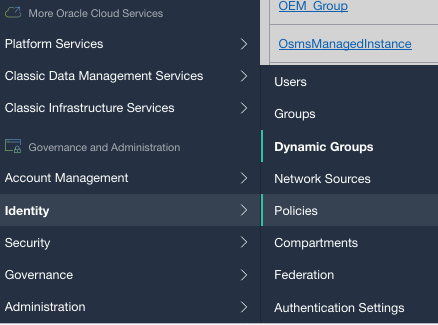 More Oracle Cloud Services
Platform Services
Classic Data Management Services
Classic Infrastructure Services
Governance and Administration
Account Management
Identity
Security
Governance
Administration
OEM_Group
OsmsManagedInstance
Users
Groups
Dynamic Groups
Network Sources
Policies
Compartments
Federation
Authentication Settings